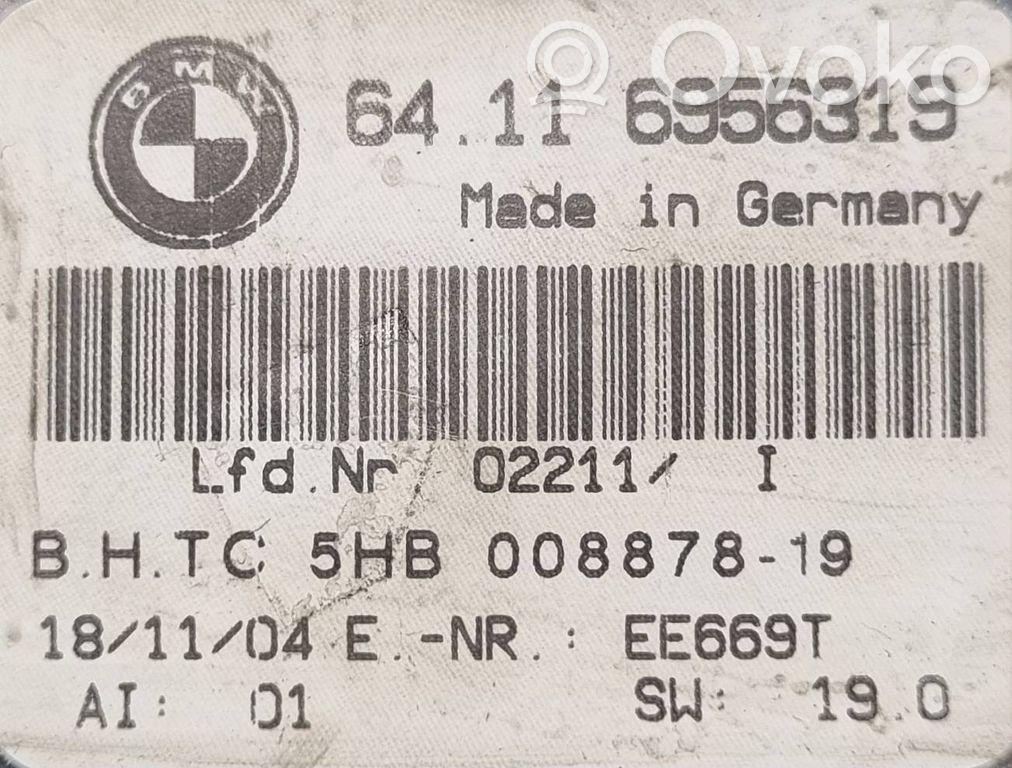 Ovoko
BMW
64.11 6956319
Made in Germany
Lfd.Nr 02211/ I
B.H.TC 5HB 008878-19
18/11/04 E.-NR.: EE669T
AI: 01 SW: 19.0